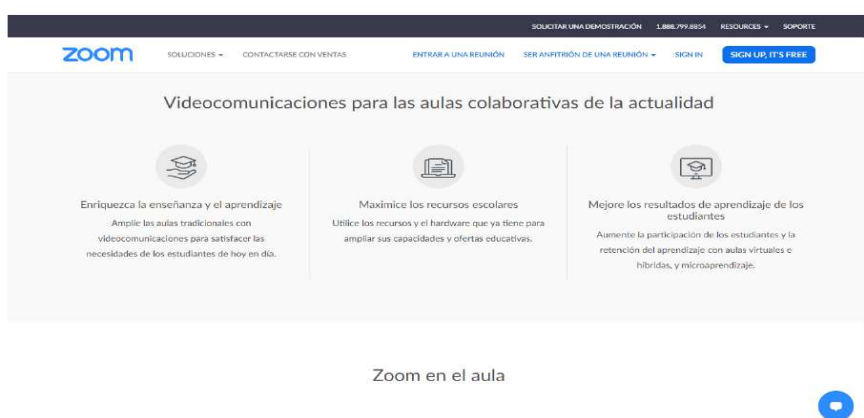 SOLICITAR UNA DEMOSTRACIÓN 1.888.799.8854 RESOURCES SOPORTE
zoom SOLUCIONES CONTACTARSE CON VENTAS ENTRAR A UNA REUNIÓN SER ANFITRIÓN DE UNA REUNIÓN SIGN IN SIGN UP, IT'S FREE
Videocomunicaciones para las aulas colaborativas de la actualidad
Enriquezca la enseñanza y el aprendizaje
Amplíe las aulas tradicionales con
videocomunicaciones para satisfacer las
necesidades de los estudiantes de hoy en día.
Maximice los recursos escolares
Utilice los recursos y el hardware que ya tiene para
ampliar sus capacidades y ofertas educativas.
Mejore los resultados de aprendizaje de los
estudiantes
Aumente la participación de los estudiantes y la
retención del aprendizaje con aulas virtuales e
híbridas, y microaprendizaje.
Zoom en el aula